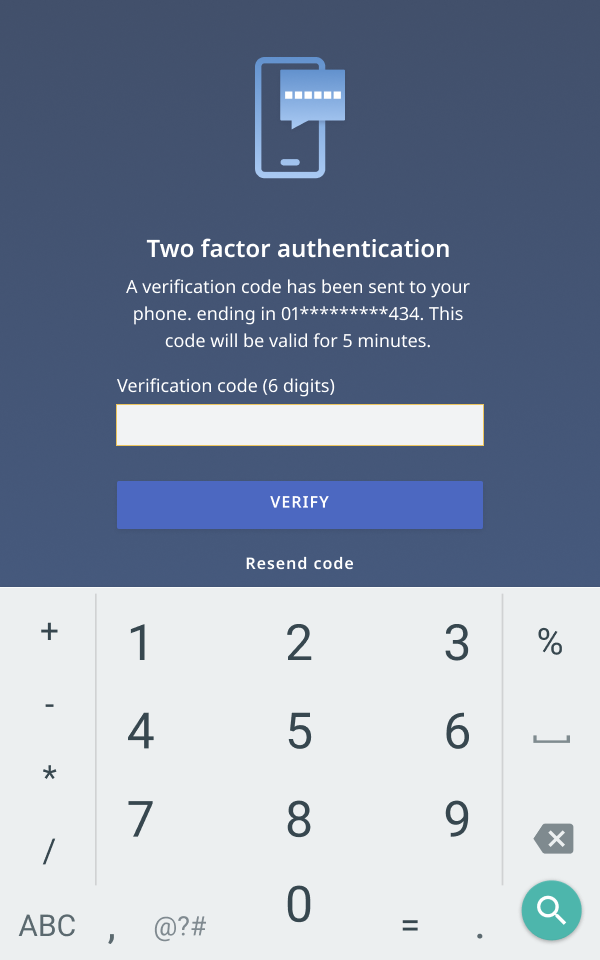 Two factor authentication
A verification code has been sent to your
phone. ending in 01*********434. This
code will be valid for 5 minutes.
Verification code (6 digits)
VERIFY
Resend code
+ 1 2 3 %
- 4 5 6
* 7 8 9
/ 0
ABC , @?# = .